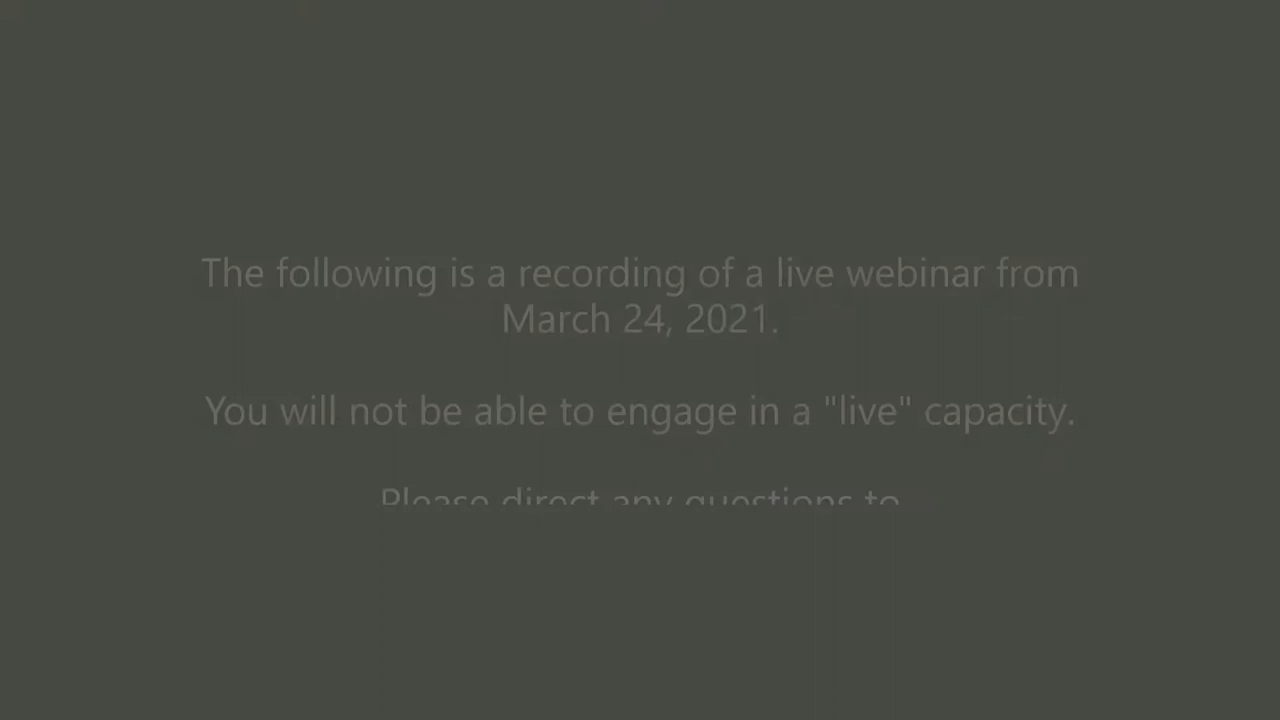 The following is a recording of a live webinar from
March 24, 2021.
You will not be able to engage in a "live" capacity.
Please direct any questions to